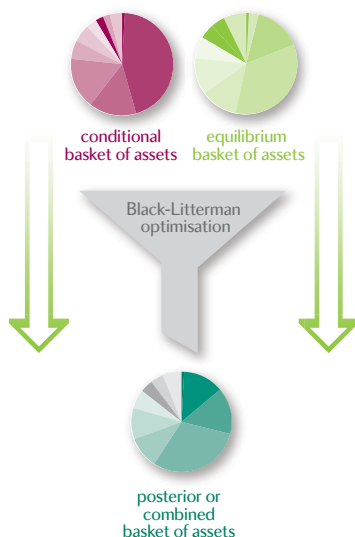 conditional
basket of assets
equilibrium
basket of assets
Black-Litterman
optimisation
posterior or
combined
basket of assets